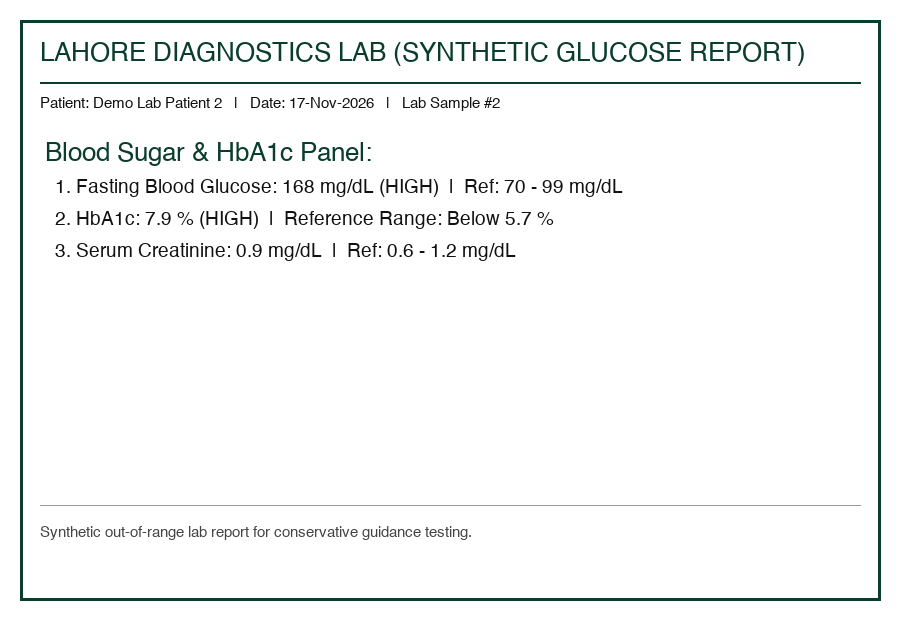 LAHORE DIAGNOSTICS LAB (SYNTHETIC GLUCOSE REPORT)
Patient: Demo Lab Patient 2 | Date: 17-Nov-2026 | Lab Sample #2
Blood Sugar & HbA1c Panel:
1. Fasting Blood Glucose: 168 mg/dL (HIGH) | Ref: 70 - 99 mg/dL
2. HbA1c: 7.9 % (HIGH) | Reference Range: Below 5.7 %
3. Serum Creatinine: 0.9 mg/dL | Ref: 0.6 - 1.2 mg/dL
Synthetic out-of-range lab report for conservative guidance testing.